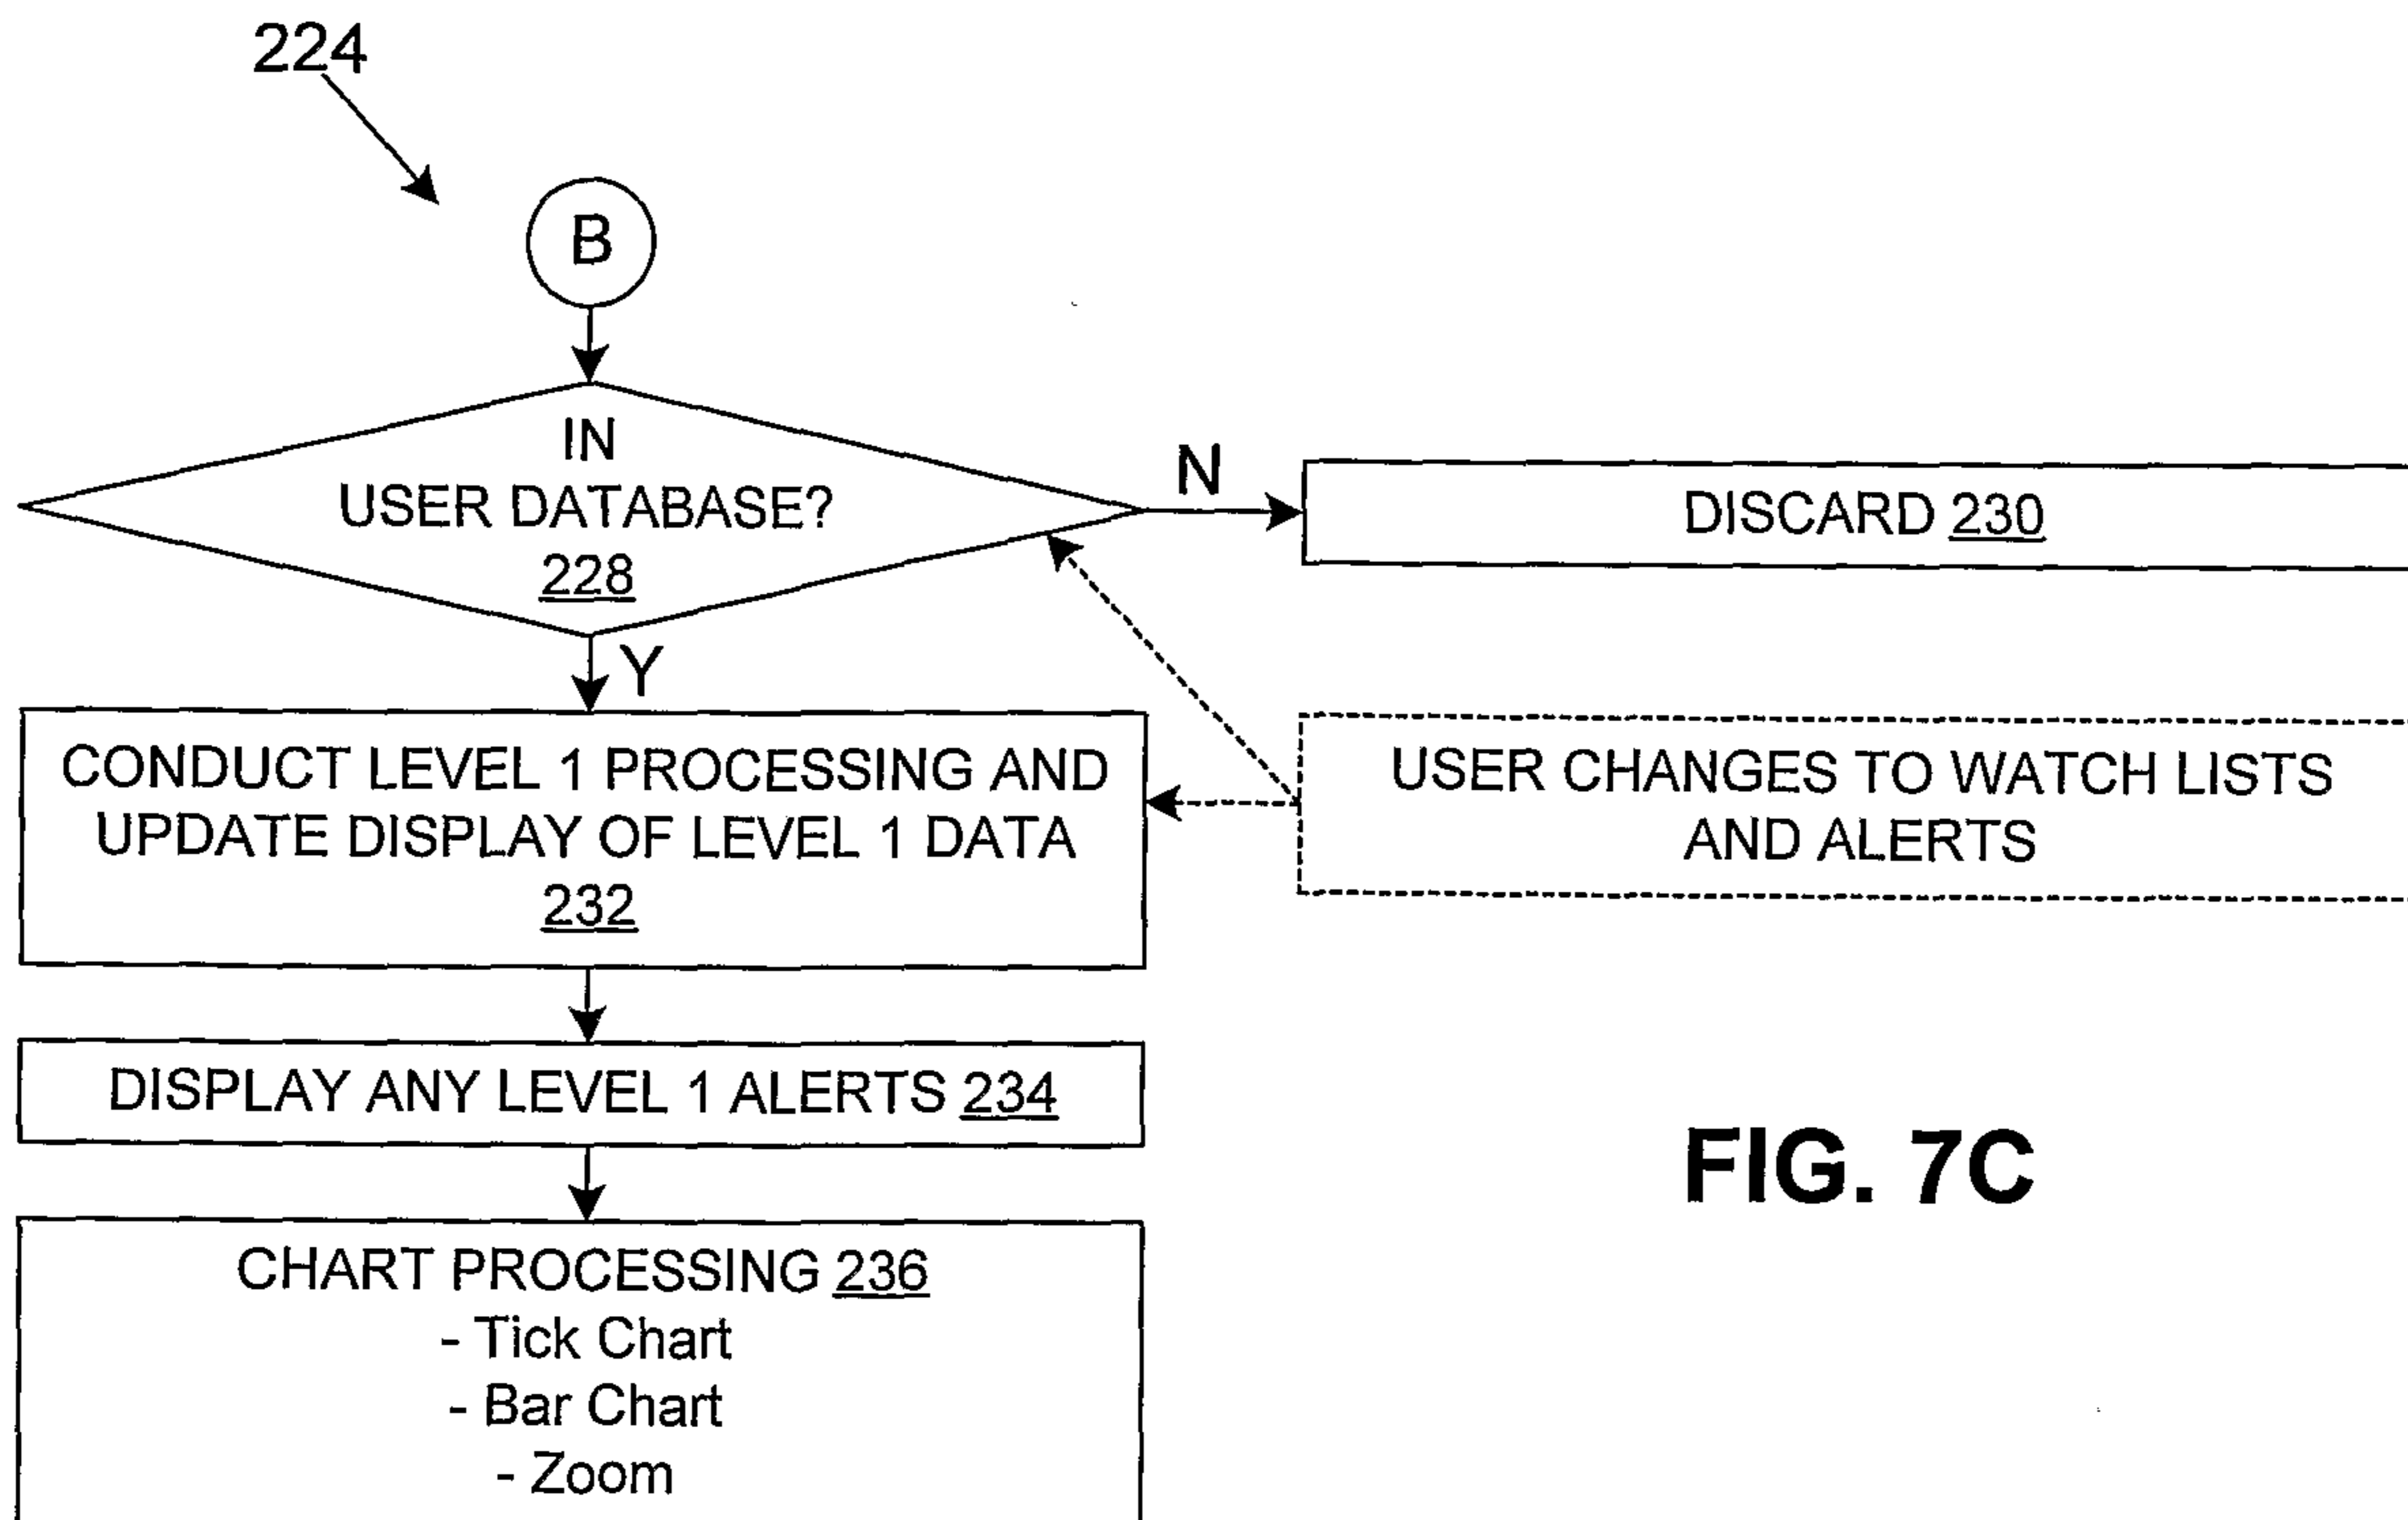 224
B
IN
USER DATABASE?
228
N
DISCARD 230
Y
CONDUCT LEVEL 1 PROCESSING AND
UPDATE DISPLAY OF LEVEL 1 DATA
232
USER CHANGES TO WATCH LISTS
AND ALERTS
DISPLAY ANY LEVEL 1 ALERTS 234
CHART PROCESSING 236
- Tick Chart
- Bar Chart
- Zoom
FIG. 7C